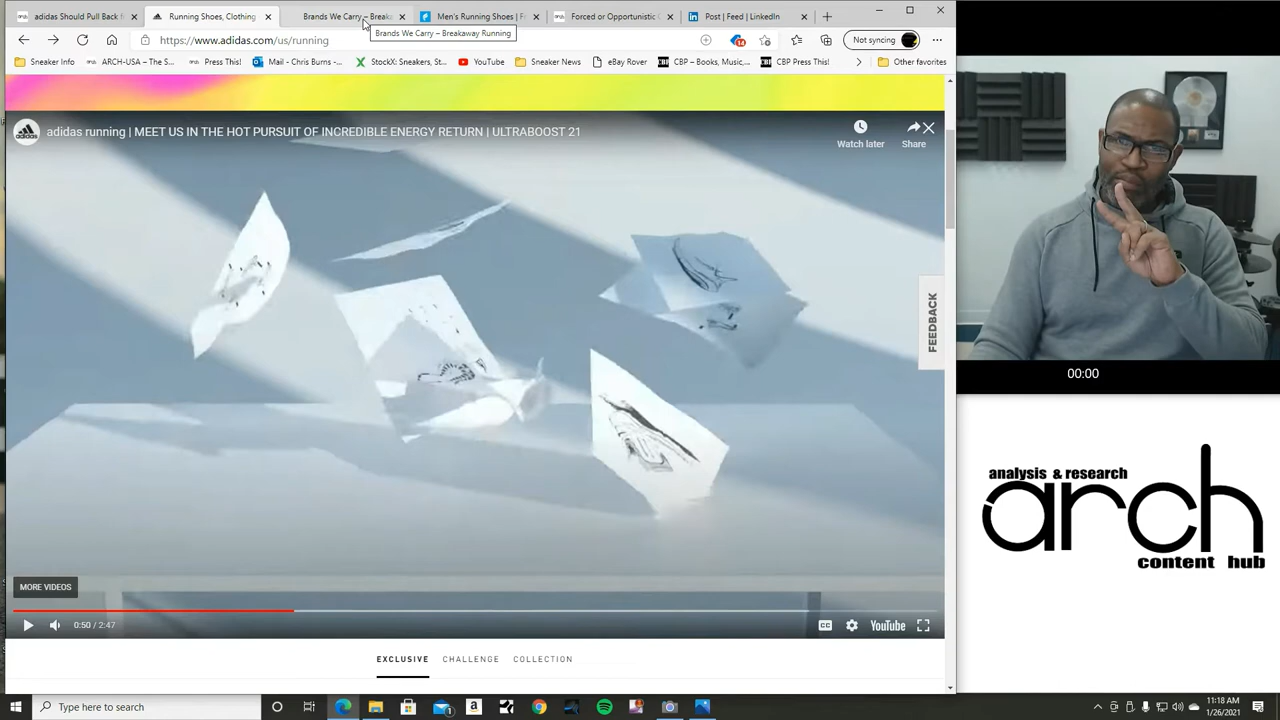 adidas Should Pull Back f
Running Shoes, Clothing
Brands We Carry – Breaka
Men's Running Shoes | Fr
Forced or Opportunistic C
Post | Feed | LinkedIn
Brands We Carry – Breakaway Running
https://www.adidas.com/us/running
14
Not syncing
Sneaker Info
ARCH-USA – The S...
Press This!
Mail - Chris Burns -...
StockX: Sneakers, St...
YouTube
Sneaker News
eBay Rover
CBP – Books, Music,...
CBP Press This!
Other favorites
adidas running | MEET US IN THE HOT PURSUIT OF INCREDIBLE ENERGY RETURN | ULTRABOOST 21
Watch later
Share
FEEDBACK
MORE VIDEOS
0:50 / 2:47
CC
YouTube
EXCLUSIVE
CHALLENGE
COLLECTION
00:00
analysis & research
arch
content hub
Type here to search
11:18 AM
1/26/2021